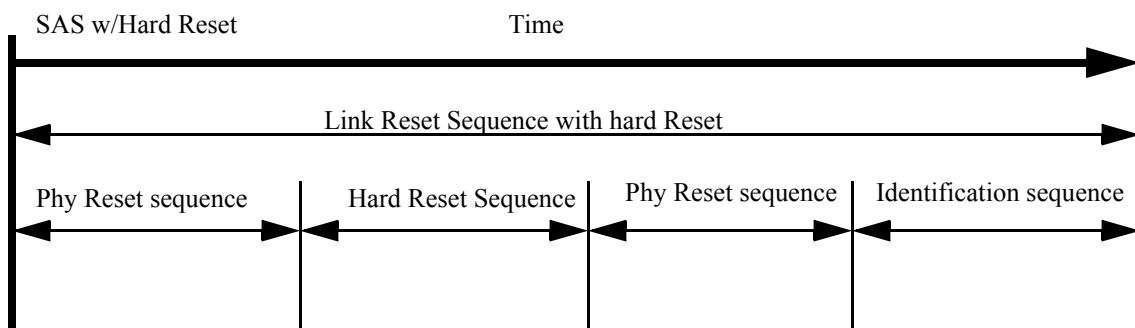 SAS w/Hard Reset
Time
Link Reset Sequence with hard Reset
Phy Reset sequence
Hard Reset Sequence
Phy Reset sequence
Identification sequence